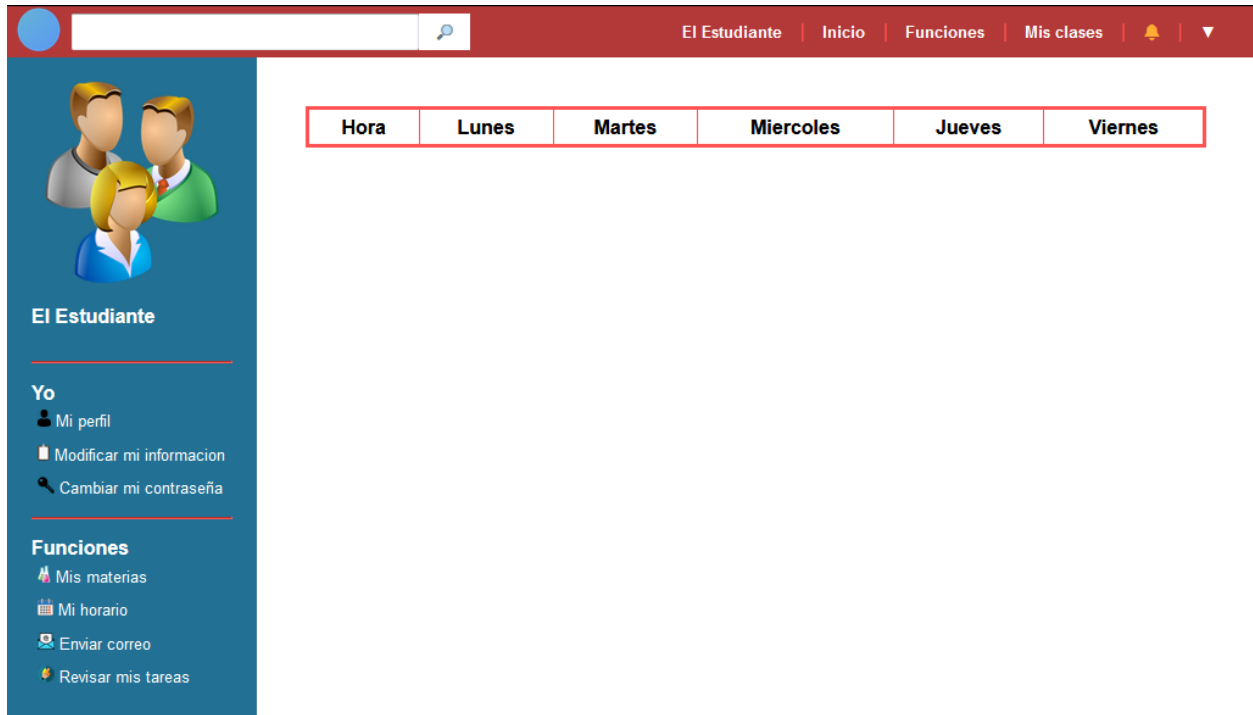 El Estudiante | Inicio | Funciones | Mis clases | | ▼
Hora Lunes Martes Miercoles Jueves Viernes
El Estudiante
Yo
Mi perfil
Modificar mi informacion
Cambiar mi contraseña
Funciones
Mis materias
Mi horario
Enviar correo
Revisar mis tareas